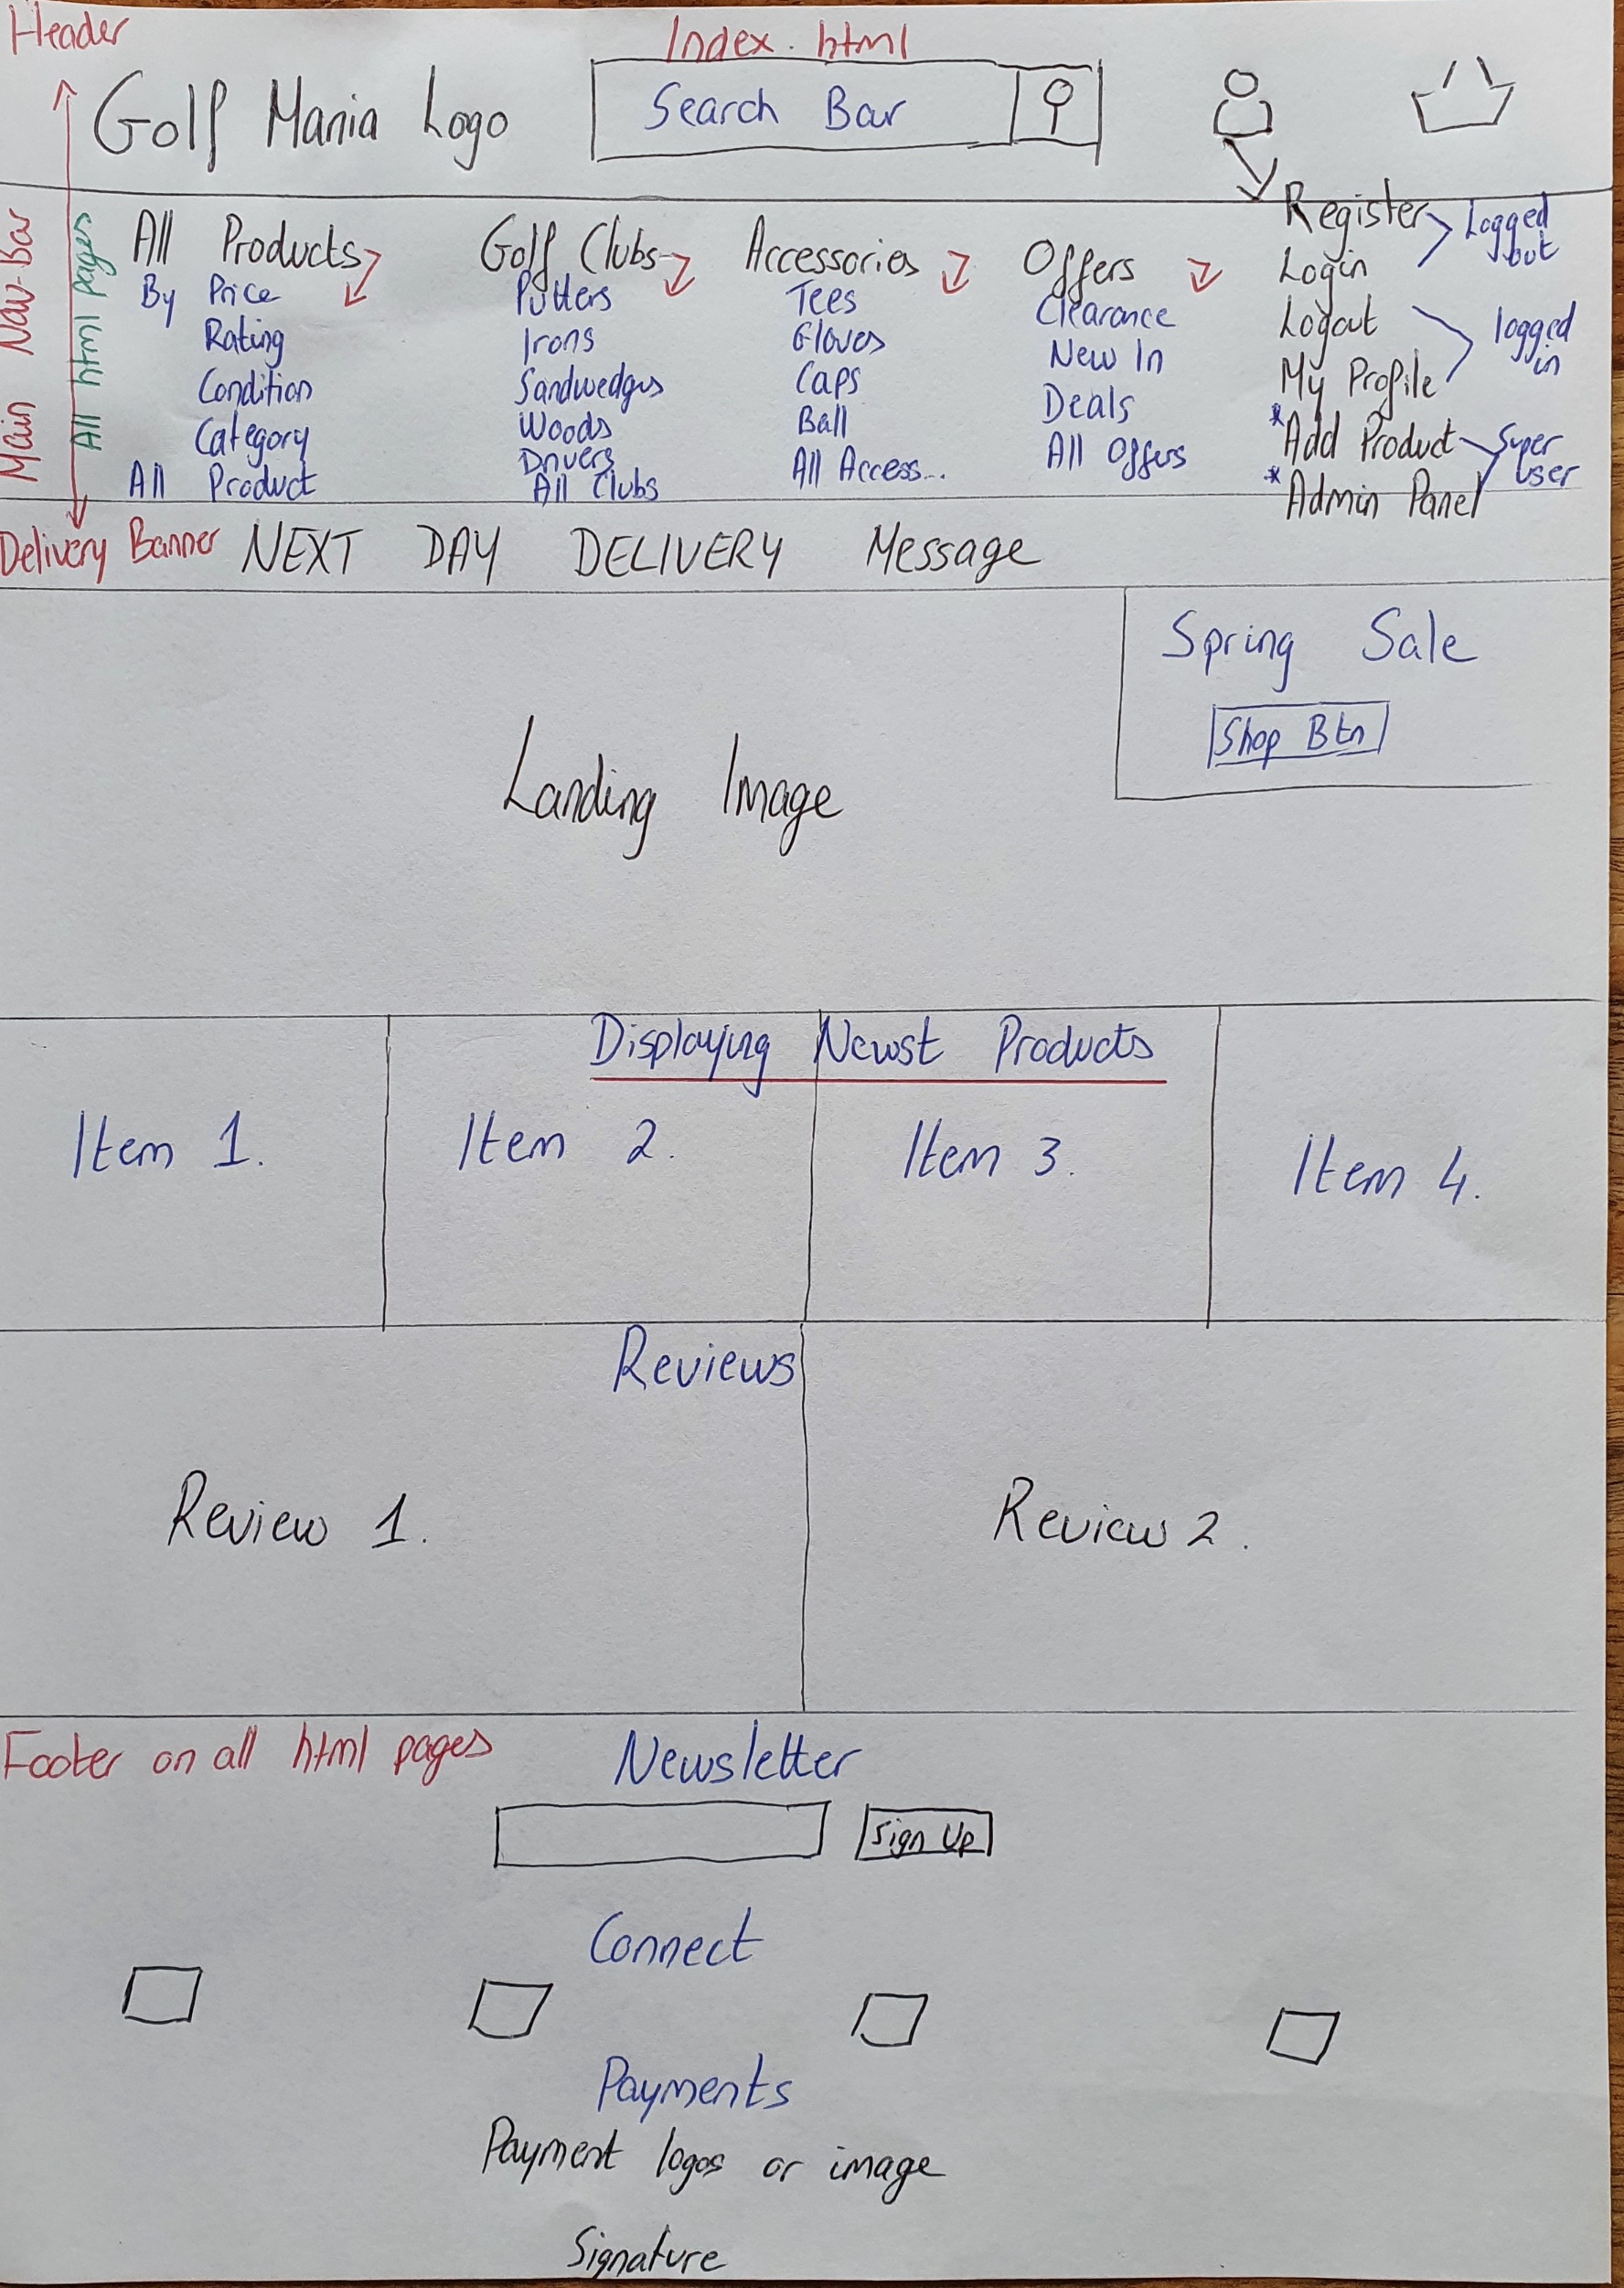 Header
Index.html
Golf Mania Logo
Search Bar
Main Nav-Bar
All html pages
All Products
By Price
Rating
Condition
Category
All Product
Golf Clubs
Putters
Irons
Sandwedges
Woods
Drivers
All Clubs
Accessories
Tees
Gloves
Caps
Ball
All Access...
Offers
Clearance
New In
Deals
All Offers
Register
Login
Logged out
Logout
My Profile
logged in
* Add Product
* Admin Panel
Super user
Delivery Banner NEXT DAY DELIVERY Message
Spring Sale
Shop Btn
Landing Image
Displaying Newst Products
Item 1.
Item 2.
Item 3.
Item 4.
Reviews
Review 1.
Review 2.
Footer on all html pages
Newsletter
Sign Up
Connect
Payments
Payment logos or image
Signature